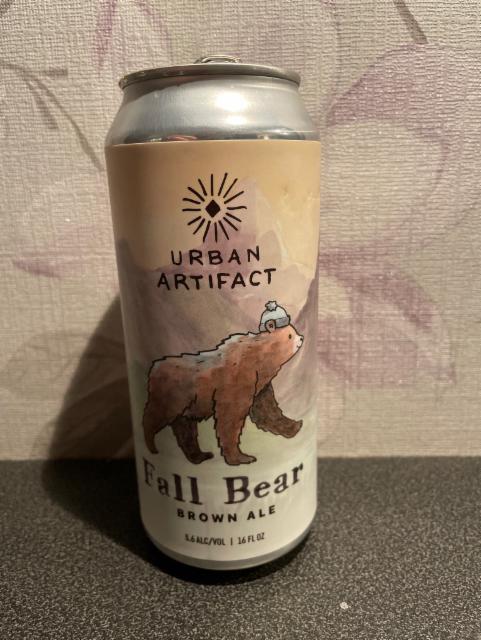 URBAN
ARTIFACT
Fall Bear
BROWN ALE
5.6 ALC/VOL | 16 FL OZ